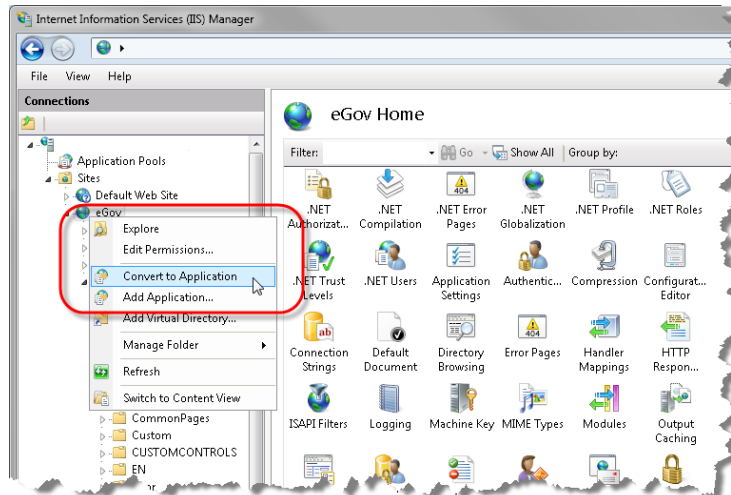 Internet Information Services (IIS) Manager
File View Help
Connections
Application Pools
Sites
Default Web Site
eGov
Explore
Edit Permissions...
Convert to Application
Add Application...
Add Virtual Directory...
Manage Folder
Refresh
Switch to Content View
CommonPages
Custom
CUSTOMCONTROLS
EN
eGov Home
Filter: Go Show All Group by:
.NET Authorizat...
.NET Compilation
.NET Error Pages
.NET Globalization
.NET Profile
.NET Roles
.NET Trust Levels
.NET Users
Application Settings
Authentic...
Compression
Configurat... Editor
Connection Strings
Default Document
Directory Browsing
Error Pages
Handler Mappings
HTTP Respon...
ISAPI Filters
Logging
Machine Key
MIME Types
Modules
Output Caching